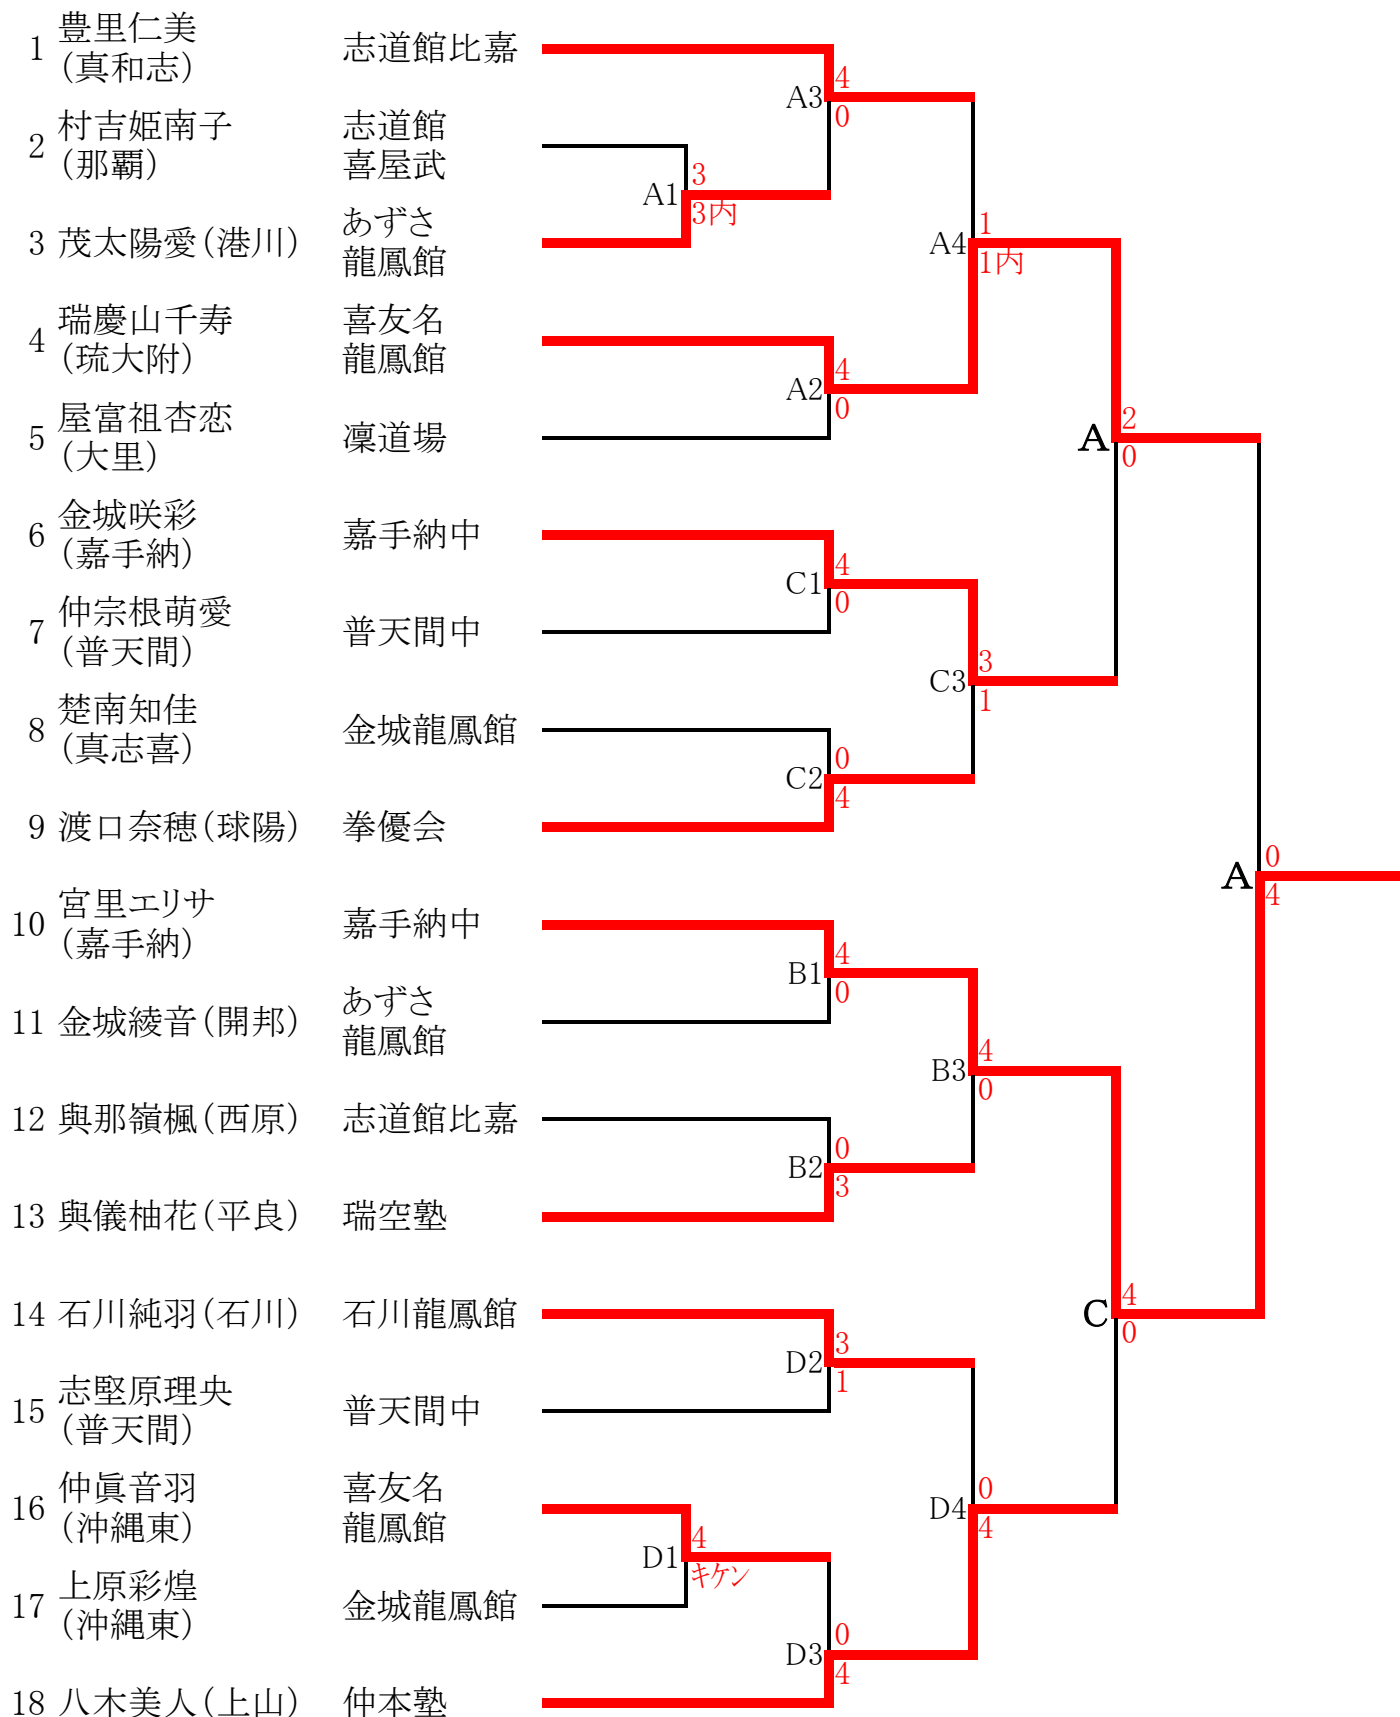 1 豊里仁美
(真和志) 志道館比嘉
4
A3
0
2 村吉姫南子
(那覇) 志道館
喜屋武
3
A1
3内
3 茂太陽愛(港川) あずさ
龍鳳館
1
A4
1内
4 瑞慶山千寿
(琉大附) 喜友名
龍鳳館
4
A2
0
5 屋富祖杏恋
(大里) 凜道場
2
A
0
6 金城咲彩
(嘉手納) 嘉手納中
4
C1
0
7 仲宗根萌愛
(普天間) 普天間中
3
C3
1
8 楚南知佳
(真志喜) 金城龍鳳館
0
C2
4
9 渡口奈穂(球陽) 拳優会
0
A
4
10 宮里エリサ
(嘉手納) 嘉手納中
4
B1
0
11 金城綾音(開邦) あずさ
龍鳳館
4
B3
0
12 與那嶺楓(西原) 志道館比嘉
0
B2
3
13 與儀柚花(平良) 瑞空塾
4
C
0
14 石川純羽(石川) 石川龍鳳館
3
D2
1
15 志堅原理央
(普天間) 普天間中
0
D4
4
16 仲眞音羽
(沖縄東) 喜友名
龍鳳館
4
D1
キケン
17 上原彩煌
(沖縄東) 金城龍鳳館
0
D3
4
18 八木美人(上山) 仲本塾